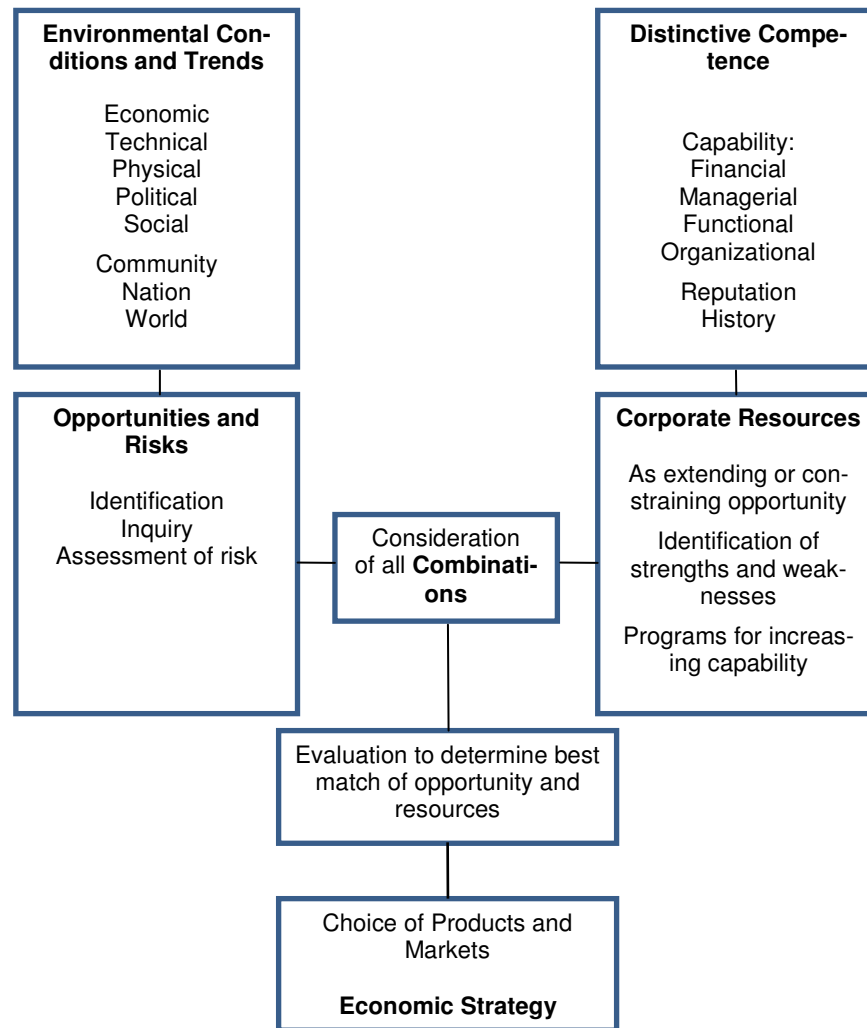 Environmental Con-
ditions and Trends
Economic
Technical
Physical
Political
Social
Community
Nation
World
Distinctive Compe-
tence
Capability:
Financial
Managerial
Functional
Organizational
Reputation
History
Opportunities and
Risks
Identification
Inquiry
Assessment of risk
Consideration
of all Combinati-
ons
Corporate Resources
As extending or con-
straining opportunity
Identification of
strengths and weak-
nesses
Programs for increas-
ing capability
Evaluation to determine best
match of opportunity and
resources
Choice of Products and
Markets
Economic Strategy